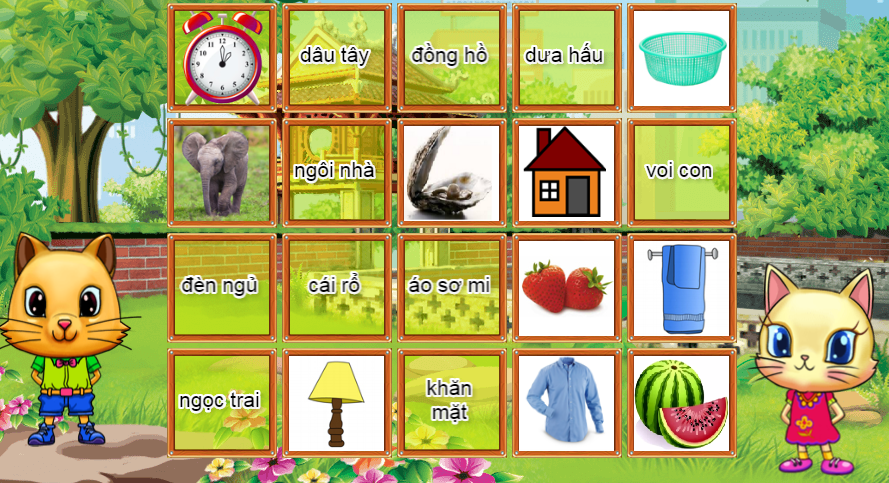 dâu tây
đồng hồ
dưa hấu
ngôi nhà
voi con
đèn ngủ
cái rổ
áo sơ mi
ngọc trai
khăn
mặt